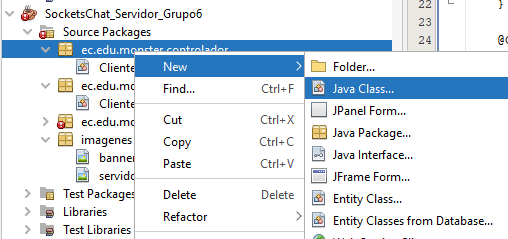 SocketsChat_Servidor_Grupo6
Source Packages
ec.edu.monster.controlador
Cliente
ec.edu.mo
Cliente
ec.edu.mo
imagenes
banner
servido
Test Packages
Libraries
Test Libraries
New
Find... Ctrl+F
Cut Ctrl+X
Copy Ctrl+C
Paste Ctrl+V
Delete Delete
Refactor
Folder...
Java Class...
JPanel Form...
Java Package...
Java Interface...
JFrame Form...
Entity Class...
Entity Classes from Database...
22 }
23
24 @